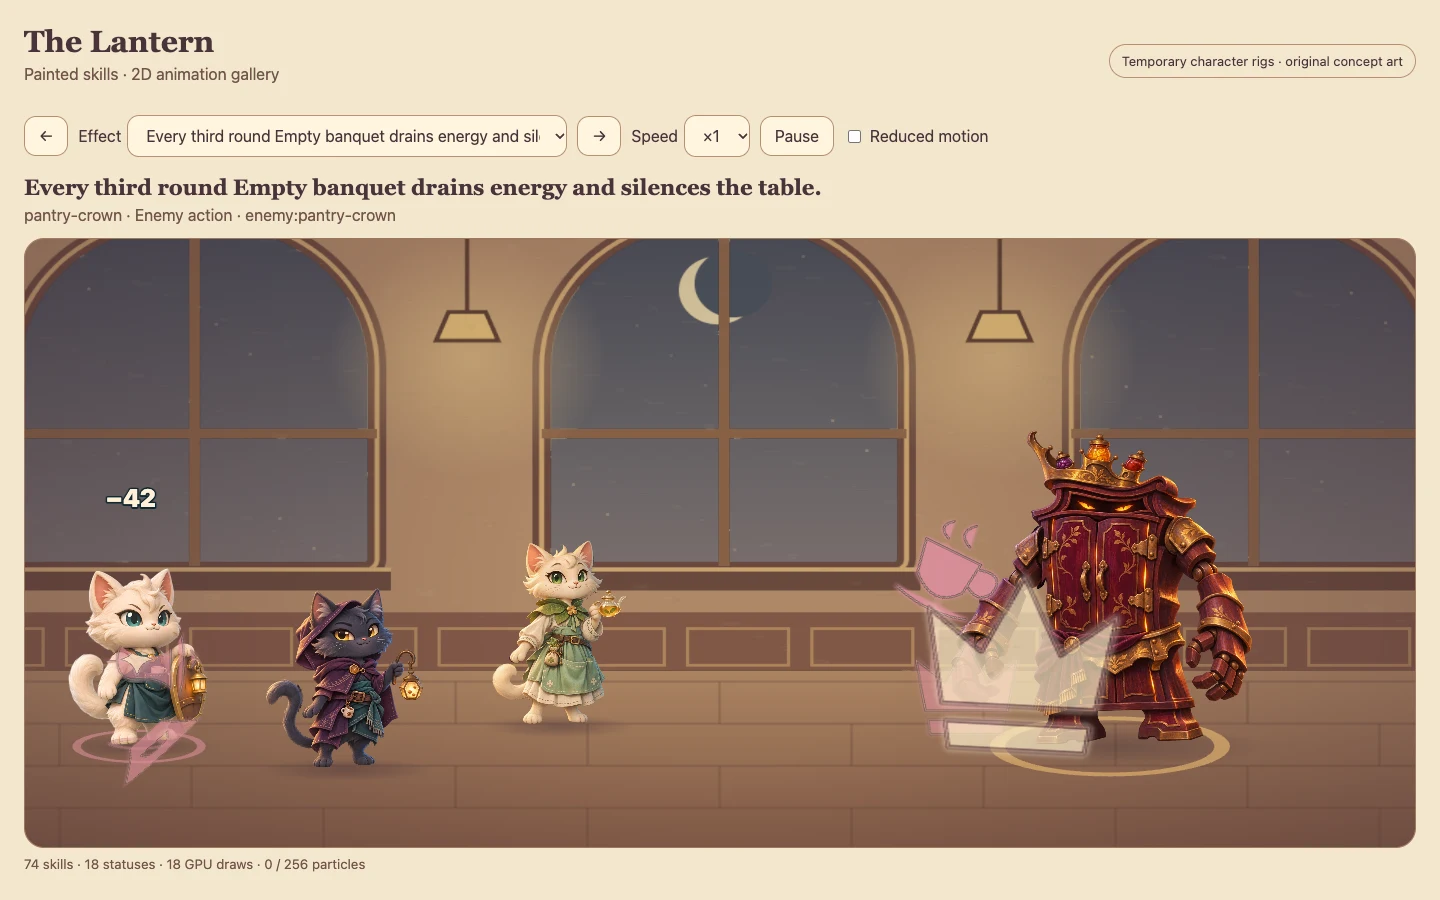 The Lantern
Painted skills · 2D animation gallery
Temporary character rigs · original concept art
← Effect Every third round Empty banquet drains energy and sil → Speed ×1 Pause Reduced motion
Every third round Empty banquet drains energy and silences the table.
pantry-crown · Enemy action · enemy:pantry-crown
−42
74 skills · 18 statuses · 18 GPU draws · 0 / 256 particles